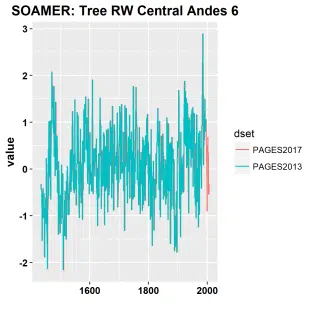 SOAMER: Tree RW Central Andes 6
3
2
1
0
-1
-2
value
1600 1800 2000
dset
PAGES2017
PAGES2013